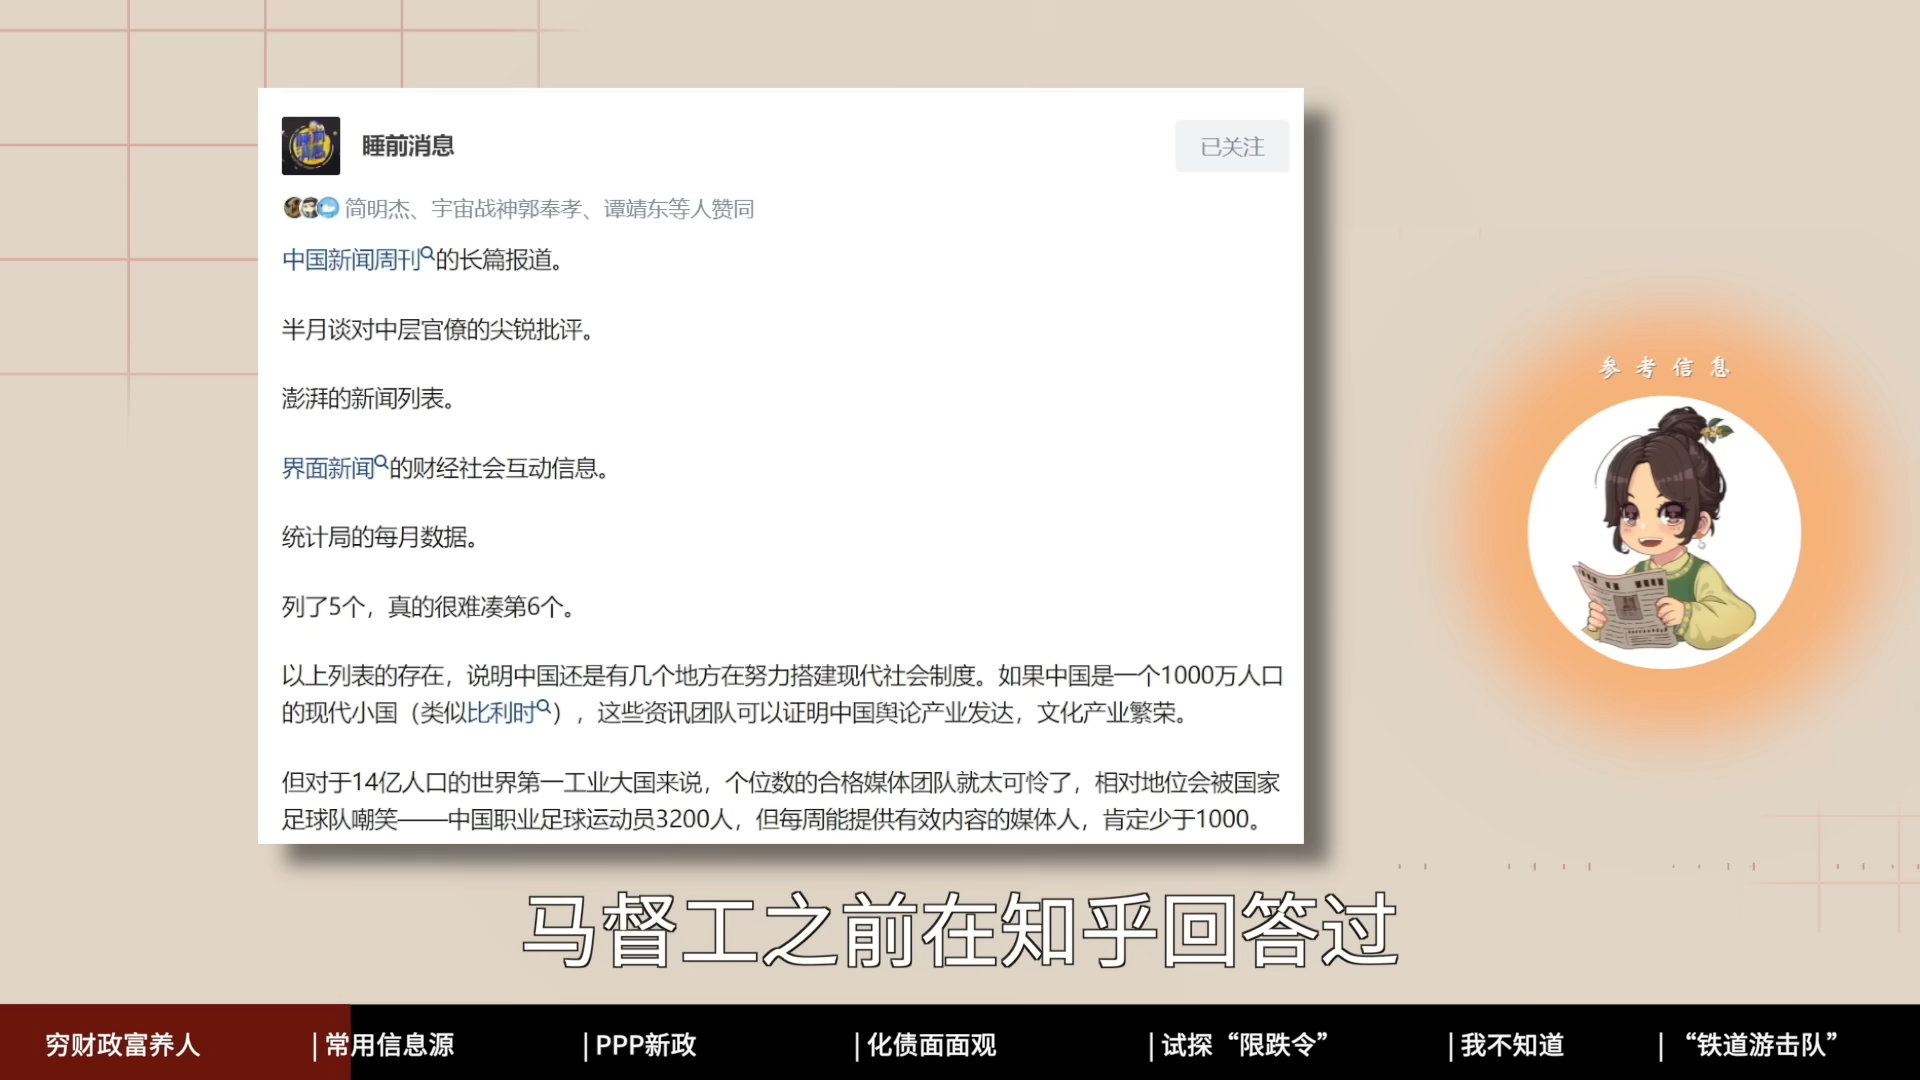 睡前消息
已关注
简明杰、宇宙战神郭奉孝、谭靖东等人赞同
中国新闻周刊的长篇报道。
半月谈对中层官僚的尖锐批评。
澎湃的新闻列表。
界面新闻的财经社会互动信息。
统计局的每月数据。
列了5个，真的很难凑第6个。
以上列表的存在，说明中国还是有几个地方在努力搭建现代社会制度。如果中国是一个1000万人口
的现代小国（类似比利时），这些资讯团队可以证明中国舆论产业发达，文化产业繁荣。
但对于14亿人口的世界第一工业大国来说，个位数的合格媒体团队就太可怜了，相对地位会被国家
足球队嘲笑——中国职业足球运动员3200人，但每周能提供有效内容的媒体人，肯定少于1000。
参考信息
马督工之前在知乎回答过
穷财政富养人 |常用信息源 |PPP新政 |化债面面观 |试探“限跌令” |我不知道 |“铁道游击队”